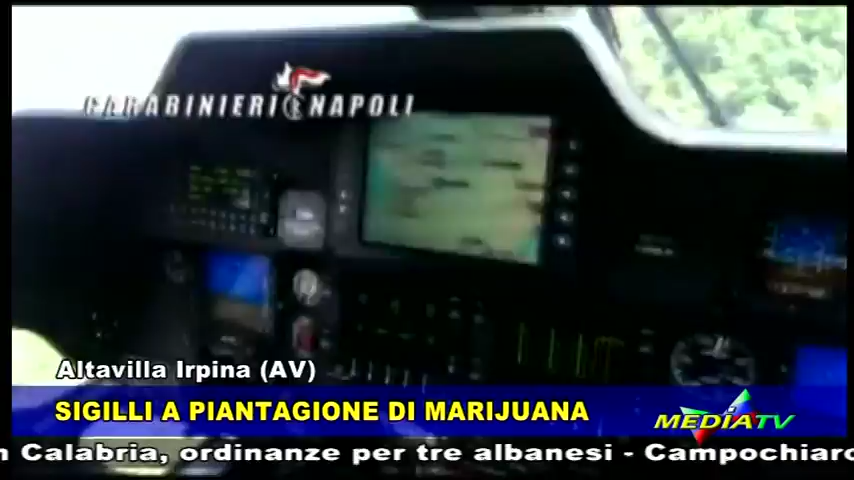 CARABINIERI NAPOLI
Altavilla Irpina (AV)
SIGILLI A PIANTAGIONE DI MARIJUANA
MEDIATV
n Calabria, ordinanze per tre albanesi - Campochiaro